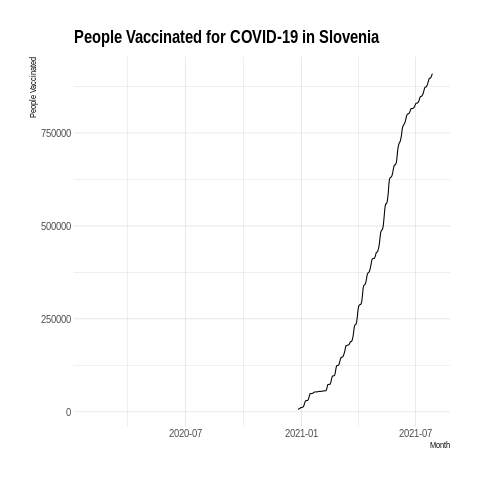 People Vaccinated for COVID-19 in Slovenia
People Vaccinated
750000
500000
250000
0
2020-07
2021-01
2021-07
Month